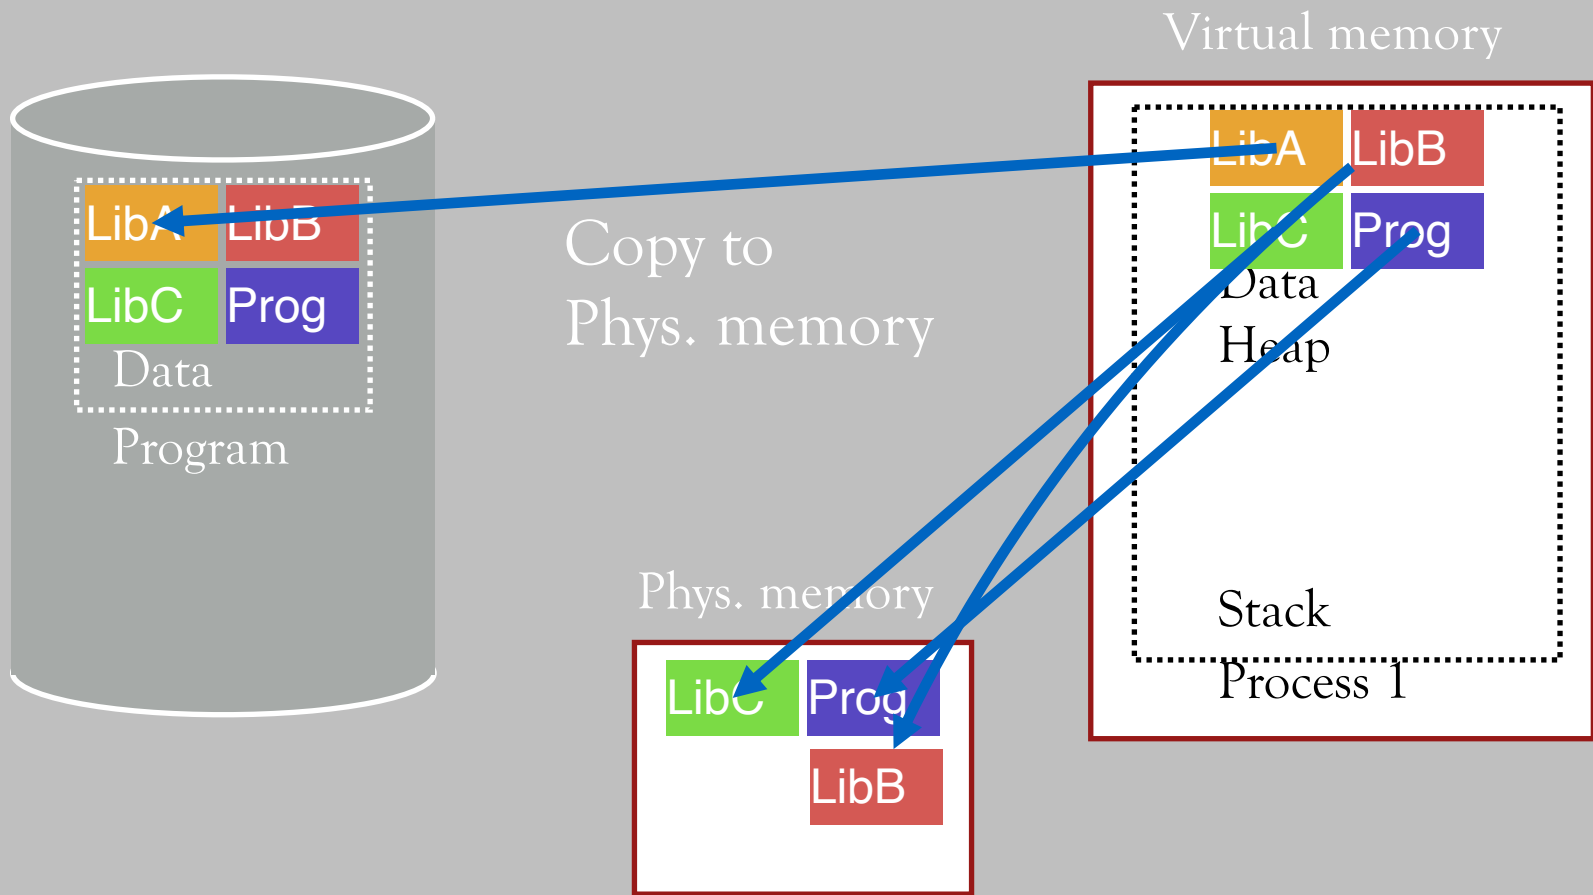 Virtual memory
LibA LibB
LibC Prog
Data
Program
Copy to
Phys. memory
LibA LibB
LibC Prog
Data
Heap
Stack
Process 1
Phys. memory
LibC Prog
LibB